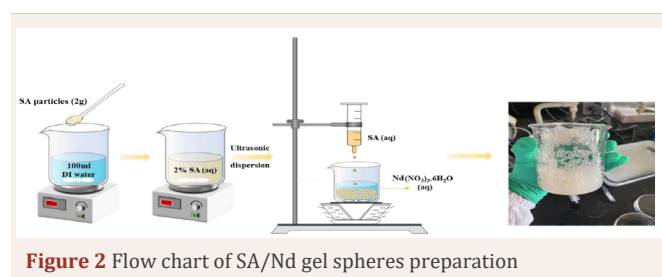 SA particles (2g)
100ml
DI water
2% SA (aq)
Ultrasonic
dispersion
SA (aq)
Nd(NO₃)₃.6H₂O
(aq)
Figure 2 Flow chart of SA/Nd gel spheres preparation